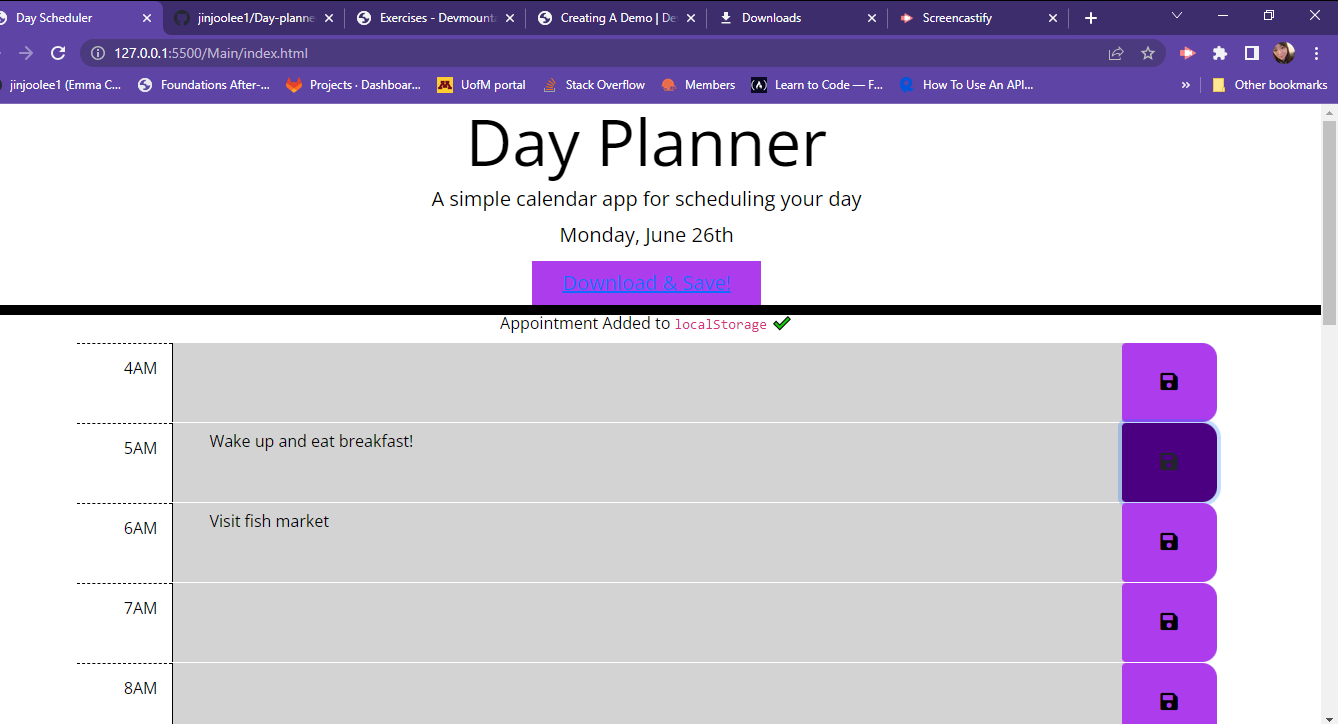 Day Scheduler
jinjoolee1/Day-planne
Exercises - Devmounta
Creating A Demo | De
Downloads
Screencastify
127.0.0.1:5500/Main/index.html
jinjoolee1 (Emma C...
Foundations After-...
Projects · Dashboar...
UofM portal
Stack Overflow
Members
Learn to Code — F...
How To Use An API...
Other bookmarks
Day Planner
A simple calendar app for scheduling your day
Monday, June 26th
Download & Save!
Appointment Added to localStorage ✔
4AM
5AM
Wake up and eat breakfast!
6AM
Visit fish market
7AM
8AM